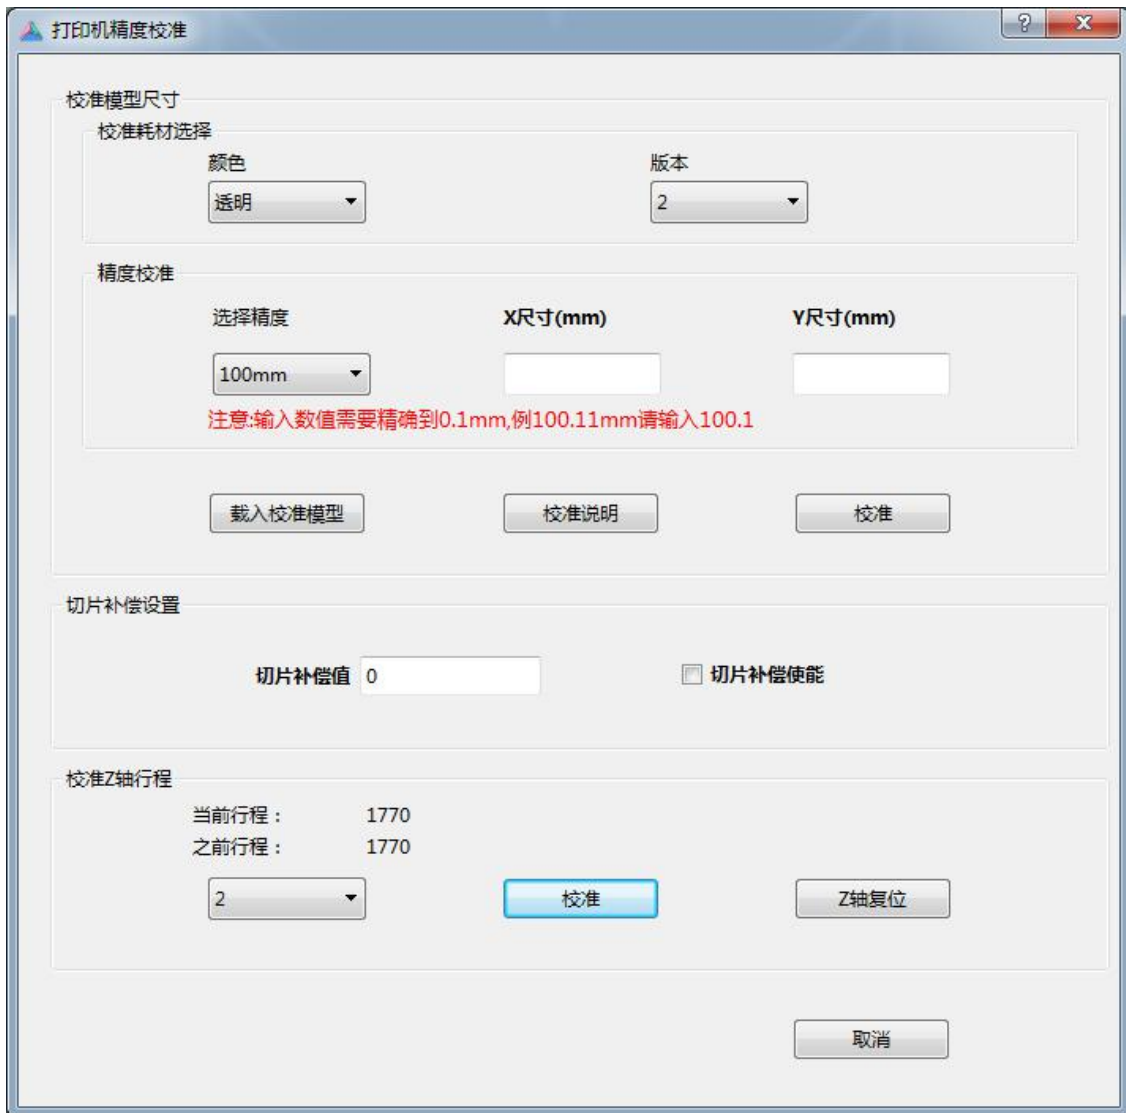 打印机精度校准
校准模型尺寸
校准耗材选择
颜色 版本
透明 2
精度校准
选择精度 X尺寸(mm) Y尺寸(mm)
100mm
注意:输入数值需要精确到0.1mm,例100.11mm请输入100.1
载入校准模型 校准说明 校准
切片补偿设置
切片补偿值 0 切片补偿使能
校准Z轴行程
当前行程： 1770
之前行程： 1770
2 校准 Z轴复位
取消